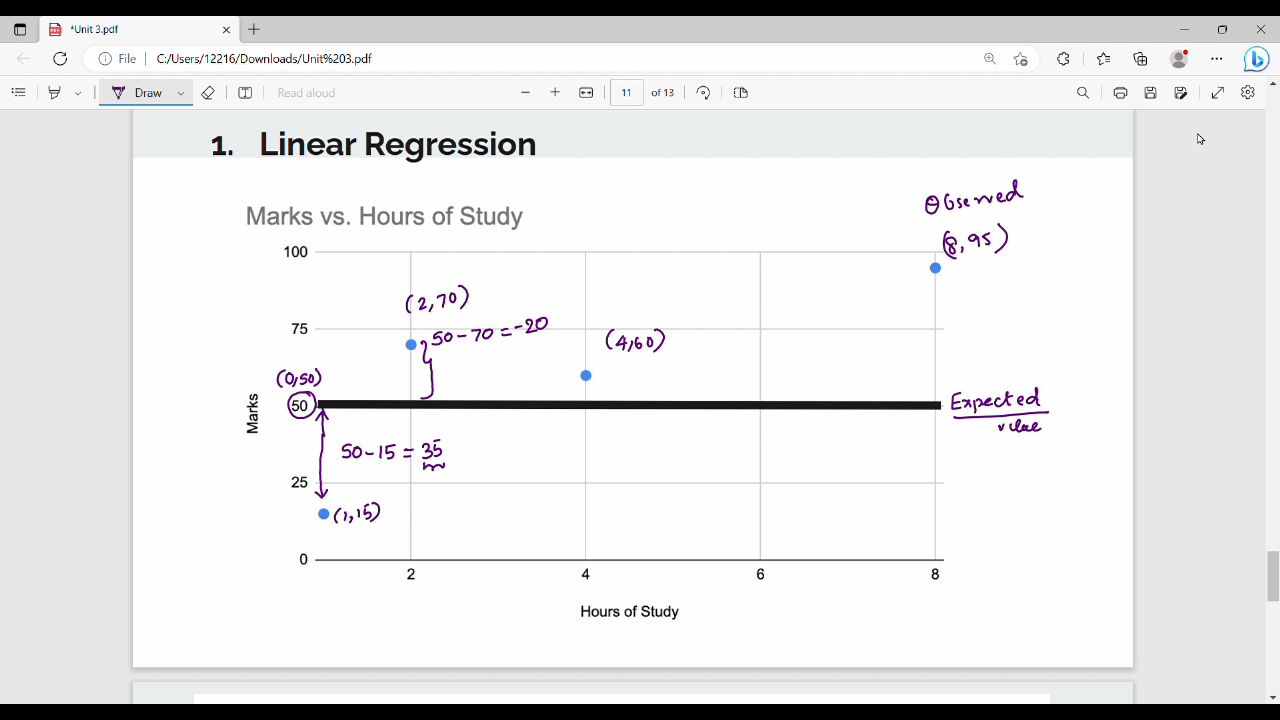 *Unit 3.pdf
File
C:/Users/12216/Downloads/Unit%203.pdf
Draw
Read aloud
11 of 13
1. Linear Regression
Marks vs. Hours of Study
Observed
(8,95)
100
(2,70)
75
50-70=-20
(4,60)
(0,50)
50
Expected
value
Marks
50-15 = 35
25
(1,15)
0
2 4 6 8
Hours of Study